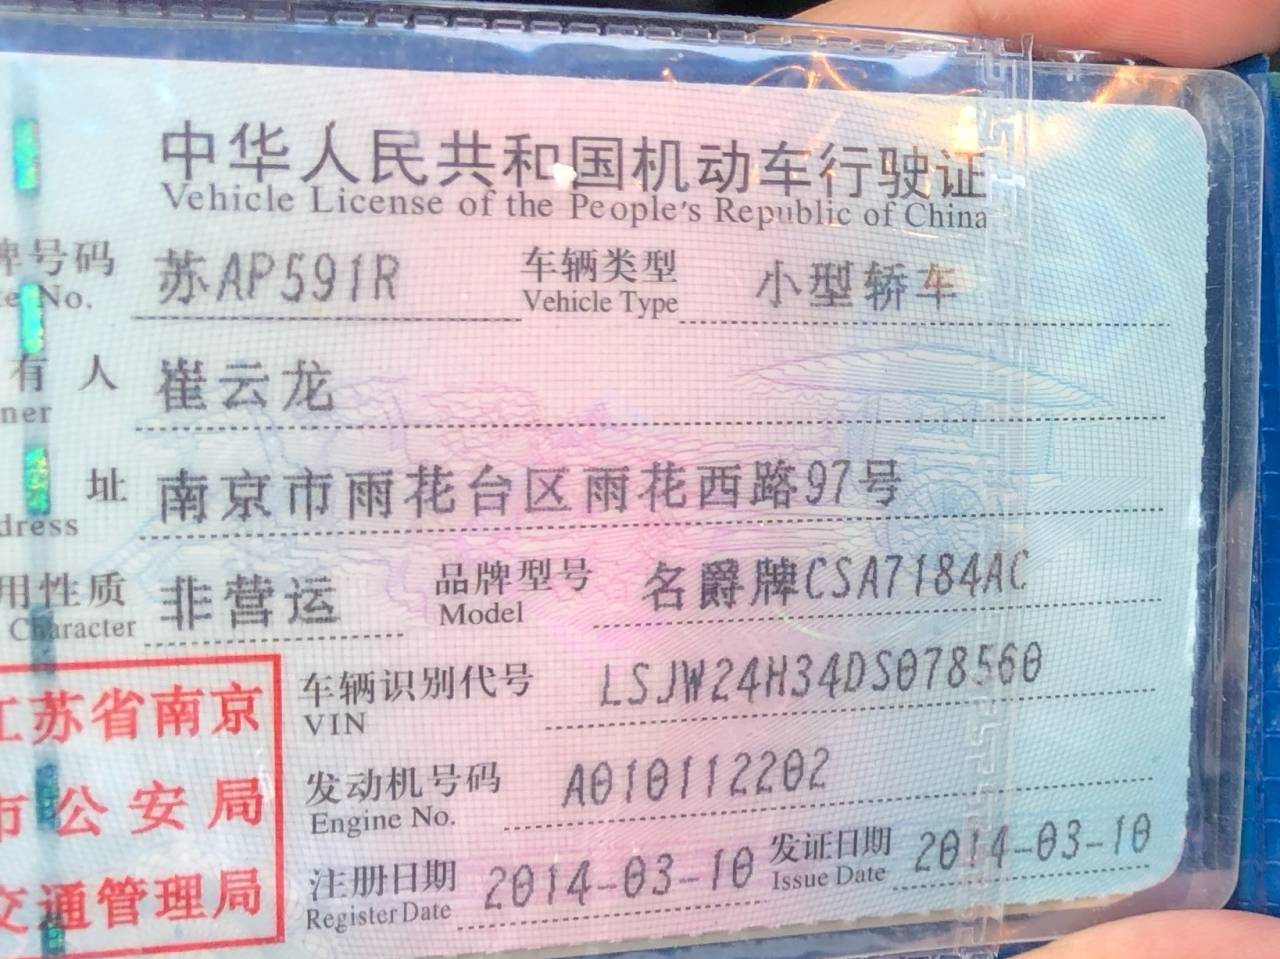 中华人民共和国机动车行驶证
Vehicle License of the People's Republic of China
牌号码 苏AP591R 车辆类型 小型轿车
te No. Vehicle Type
有 人 崔云龙
ner
址 南京市雨花台区雨花西路97号
dress
用性质 非营运 品牌型号 名爵牌CSA7184AC
Character Model
江苏省南京
市公安局
交通管理局
车辆识别代号 LSJW24H34DS078560
VIN
发动机号码 A010112202
Engine No.
注册日期 2014-03-10 发证日期 2014-03-10
Register Date Issue Date